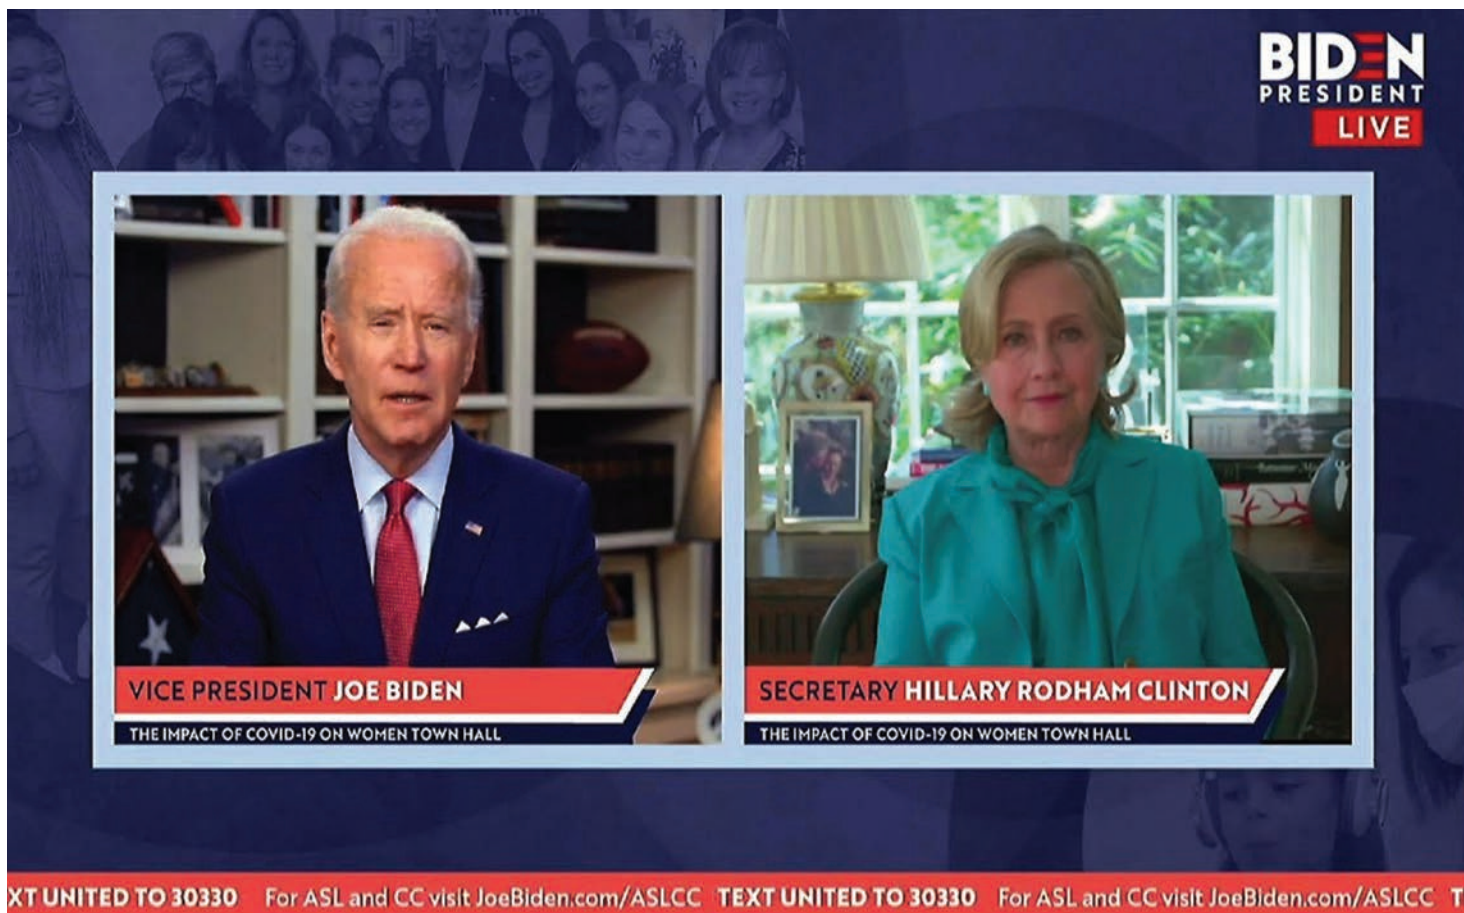 BIDEN
PRESIDENT
LIVE
VICE PRESIDENT JOE BIDEN
THE IMPACT OF COVID-19 ON WOMEN TOWN HALL
SECRETARY HILLARY RODHAM CLINTON
THE IMPACT OF COVID-19 ON WOMEN TOWN HALL
XT UNITED TO 30330 For ASL and CC visit JoeBiden.com/ASLCC TEXT UNITED TO 30330 For ASL and CC visit JoeBiden.com/ASLCC T